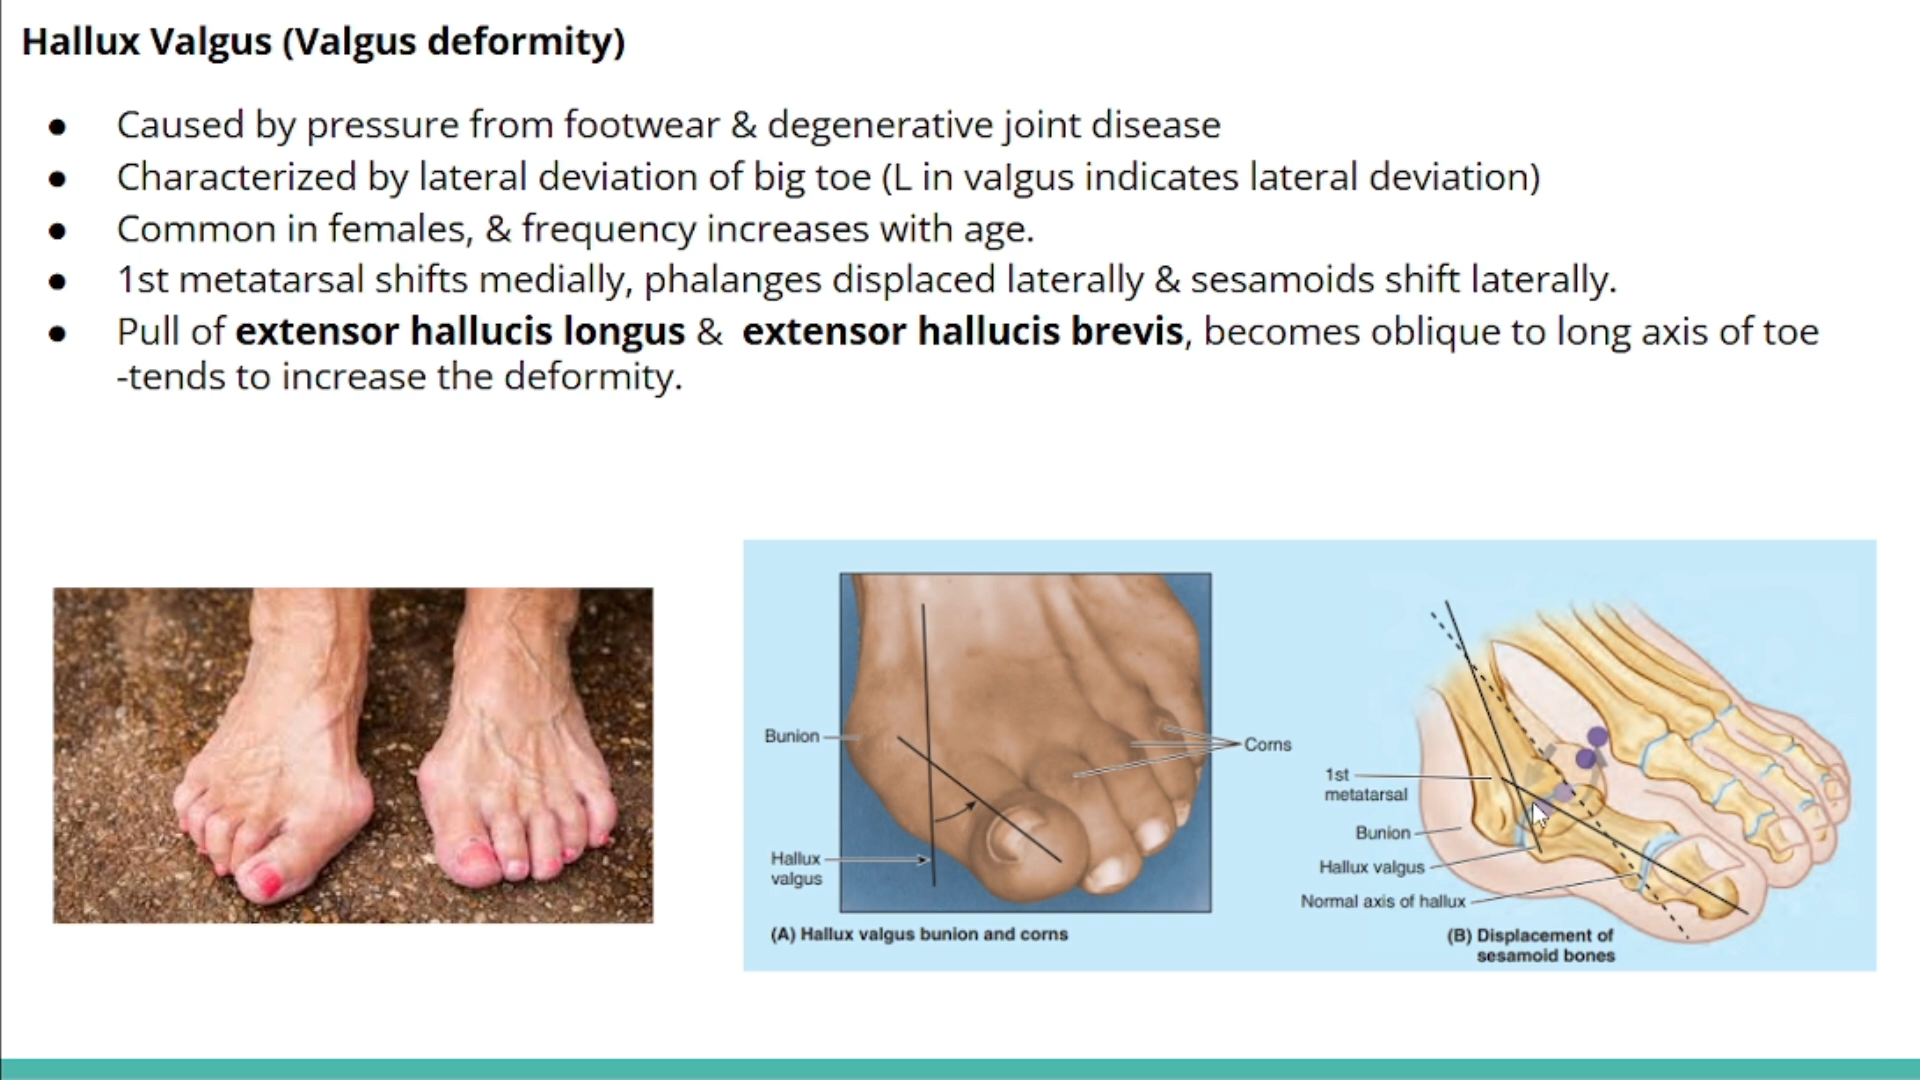 Hallux Valgus (Valgus deformity)
● Caused by pressure from footwear & degenerative joint disease
● Characterized by lateral deviation of big toe (L in valgus indicates lateral deviation)
● Common in females, & frequency increases with age.
● 1st metatarsal shifts medially, phalanges displaced laterally & sesamoids shift laterally.
● Pull of extensor hallucis longus & extensor hallucis brevis, becomes oblique to long axis of toe
-tends to increase the deformity.
Bunion
Corns
Hallux
valgus
(A) Hallux valgus bunion and corns
1st
metatarsal
Bunion
Hallux valgus
Normal axis of hallux
(B) Displacement of
sesamoid bones